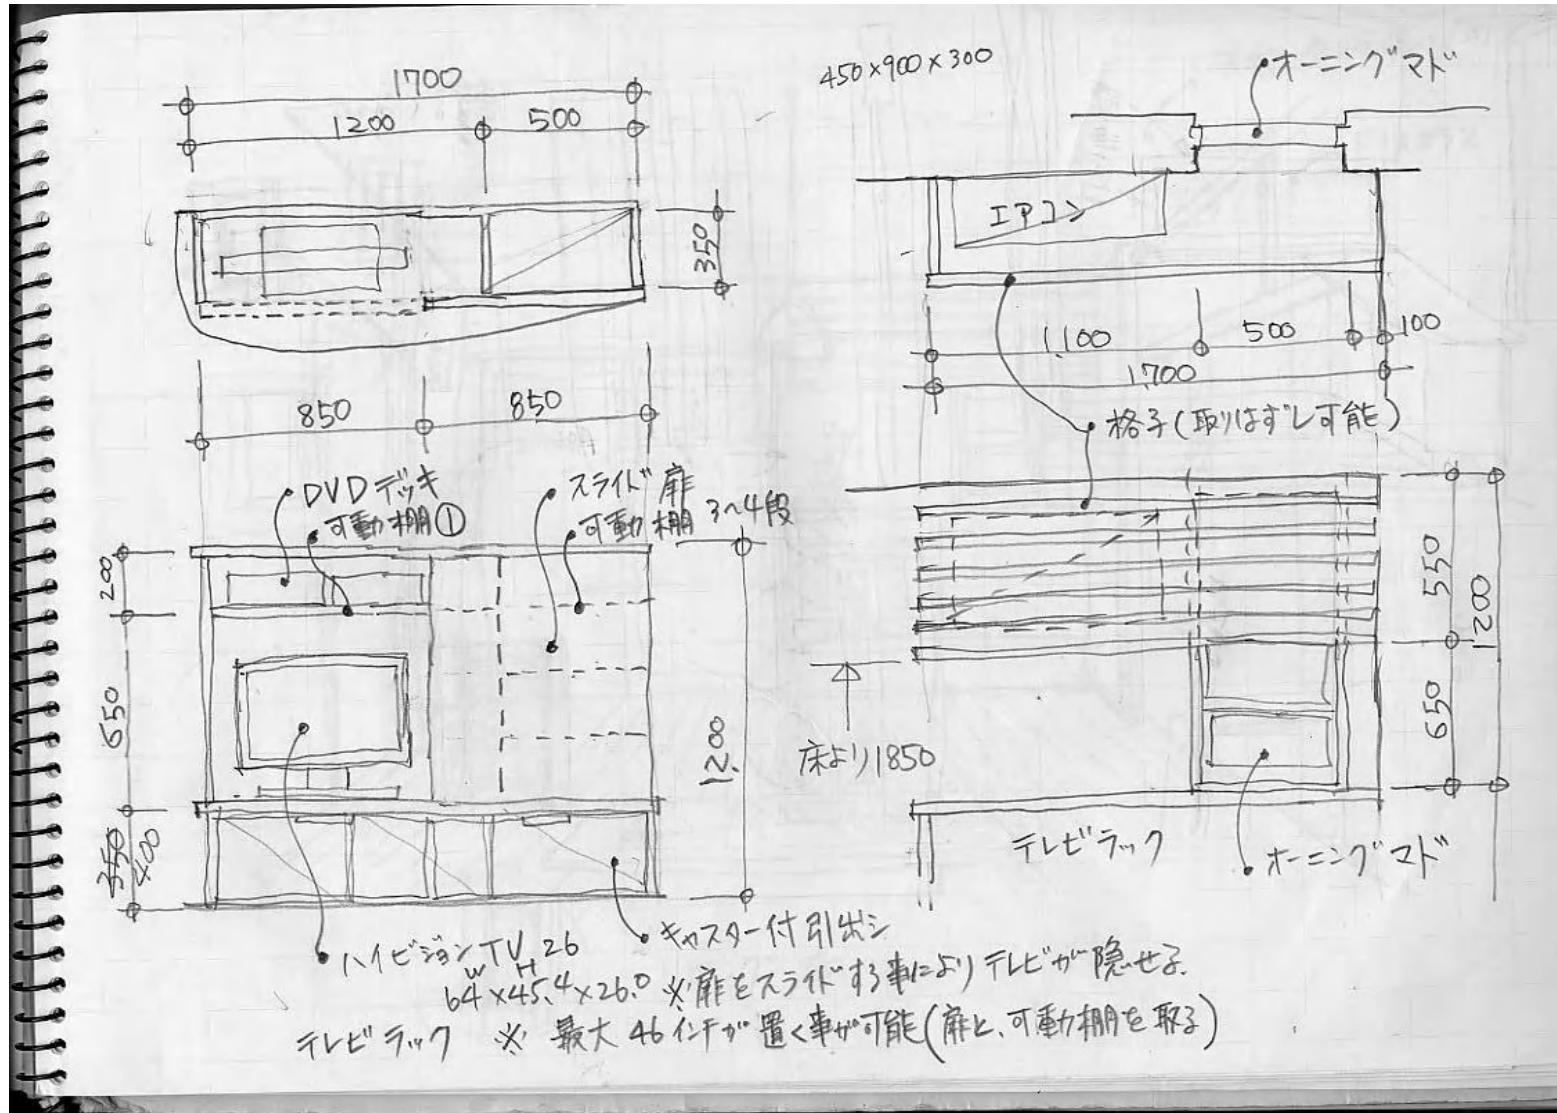 1700
1200
500
350
850
850
DVDデッキ
可動棚①
スライド扉
可動棚 3〜4段
200
650
350
400
1,200
ハイビジョンTV 26
W H
64×45.4×26.0
キャスター付引出シ
※扉をスライドする事によりテレビが隠せる.
テレビラック ※ 最大 46インチが置く事が可能(扉と、可動棚を取る)
450×900×300
オーニングマド
エアコン
1,100
500
100
1,700
格子(取りはずし可能)
550
1200
650
床より1850
テレビラック
オーニングマド